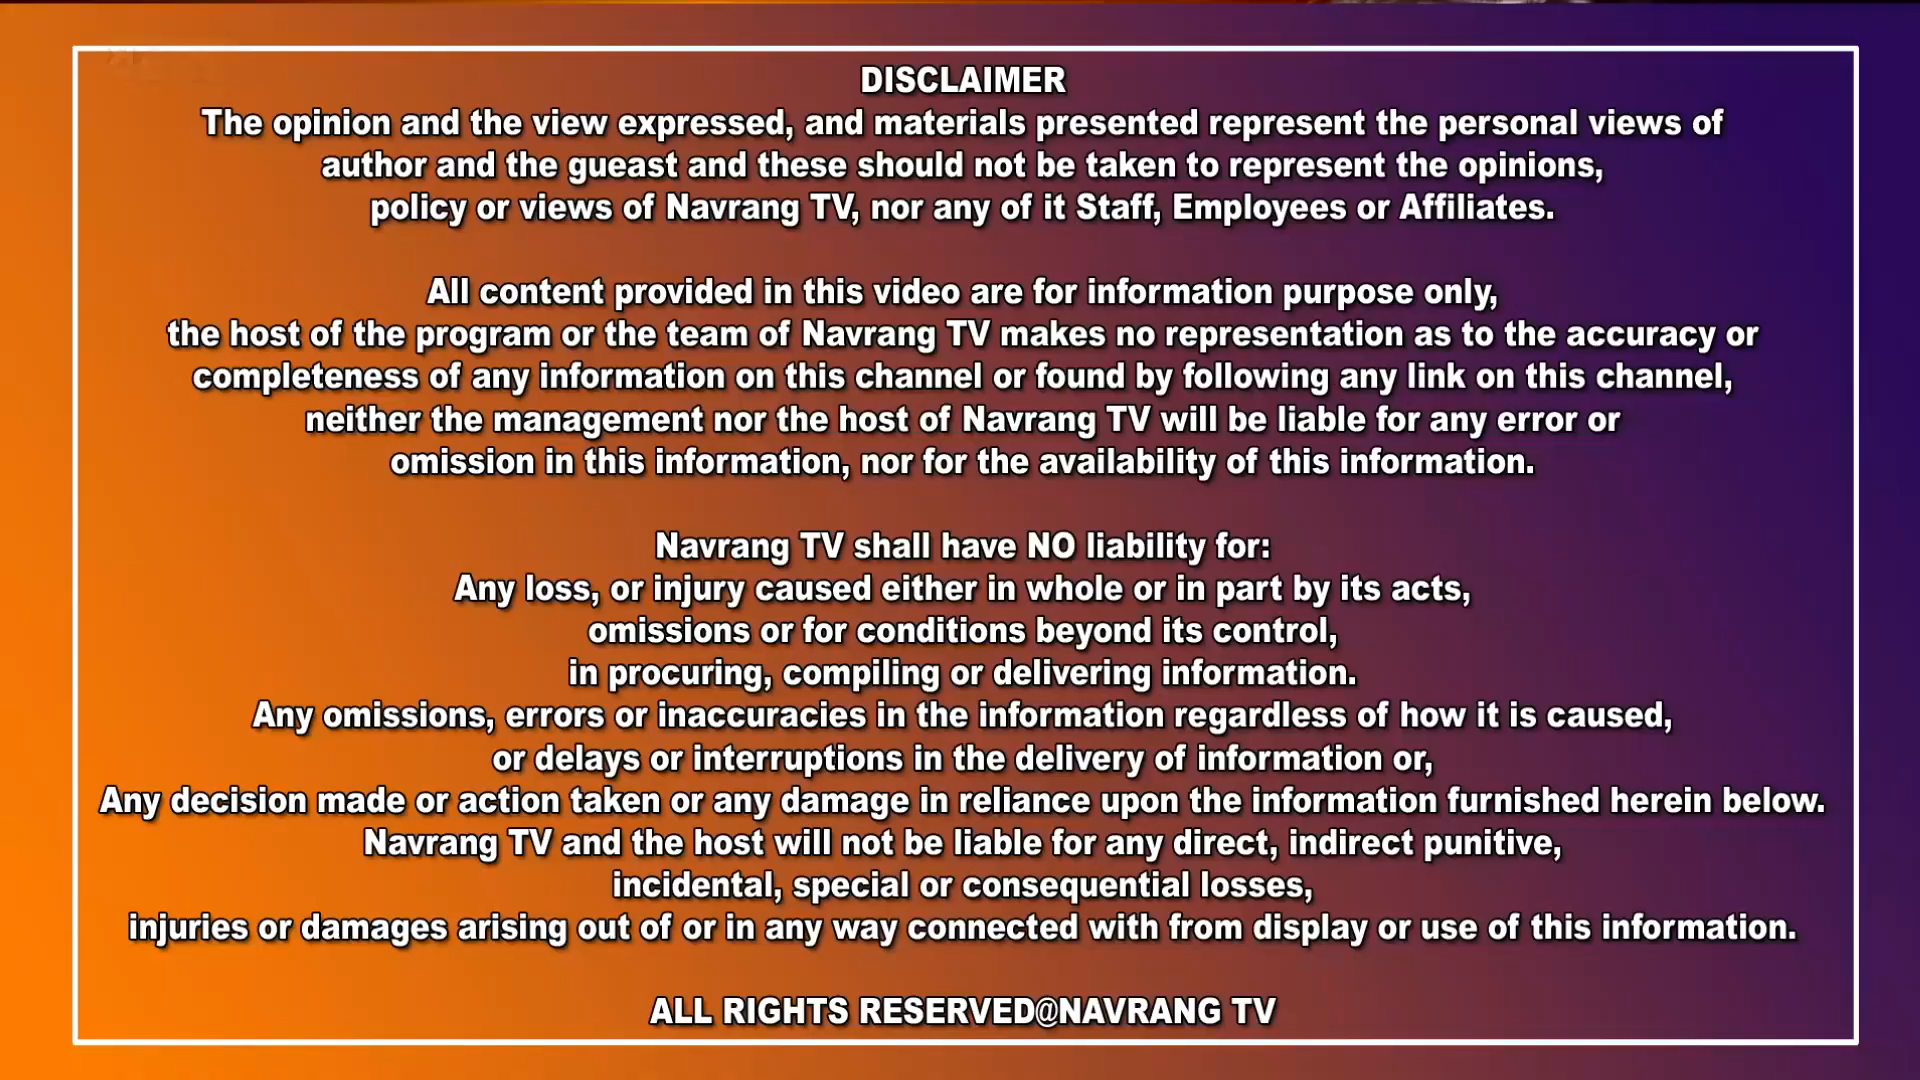 DISCLAIMER
The opinion and the view expressed, and materials presented represent the personal views of
author and the gueast and these should not be taken to represent the opinions,
policy or views of Navrang TV, nor any of it Staff, Employees or Affiliates.
All content provided in this video are for information purpose only,
the host of the program or the team of Navrang TV makes no representation as to the accuracy or
completeness of any information on this channel or found by following any link on this channel,
neither the management nor the host of Navrang TV will be liable for any error or
omission in this information, nor for the availability of this information.
Navrang TV shall have NO liability for:
Any loss, or injury caused either in whole or in part by its acts,
omissions or for conditions beyond its control,
in procuring, compiling or delivering information.
Any omissions, errors or inaccuracies in the information regardless of how it is caused,
or delays or interruptions in the delivery of information or,
Any decision made or action taken or any damage in reliance upon the information furnished herein below.
Navrang TV and the host will not be liable for any direct, indirect punitive,
incidental, special or consequential losses,
injuries or damages arising out of or in any way connected with from display or use of this information.
ALL RIGHTS RESERVED@NAVRANG TV